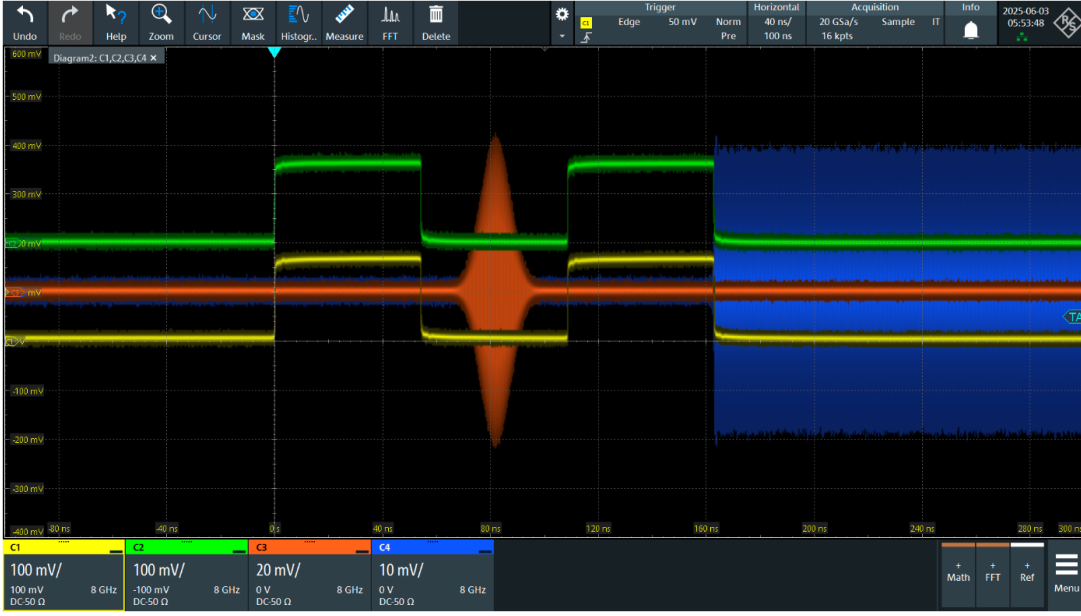 Undo Redo Help Zoom Cursor Mask Histogr.. Measure FFT Delete
Trigger
C1 Edge 50 mV Norm
Pre
Horizontal
40 ns/
100 ns
Acquisition
20 GSa/s Sample IT
16 kpts
Info
2025-06-03
05:53:48
R&S
600 mV
Diagram2: C1,C2,C3,C4 ×
500 mV
400 mV
300 mV
-100 mV
-200 mV
-300 mV
-400 mV
TA
-80 ns -40 ns 0 s 40 ns 80 ns 120 ns 160 ns 200 ns 240 ns 280 ns 300 ns
C1
100 mV/
100 mV 8 GHz
DC-50 Ω
C2
100 mV/
-100 mV 8 GHz
DC-50 Ω
C3
20 mV/
0 V 8 GHz
DC-50 Ω
C4
10 mV/
0 V 8 GHz
DC-50 Ω
+
Math
+
FFT
+
Ref
Menu